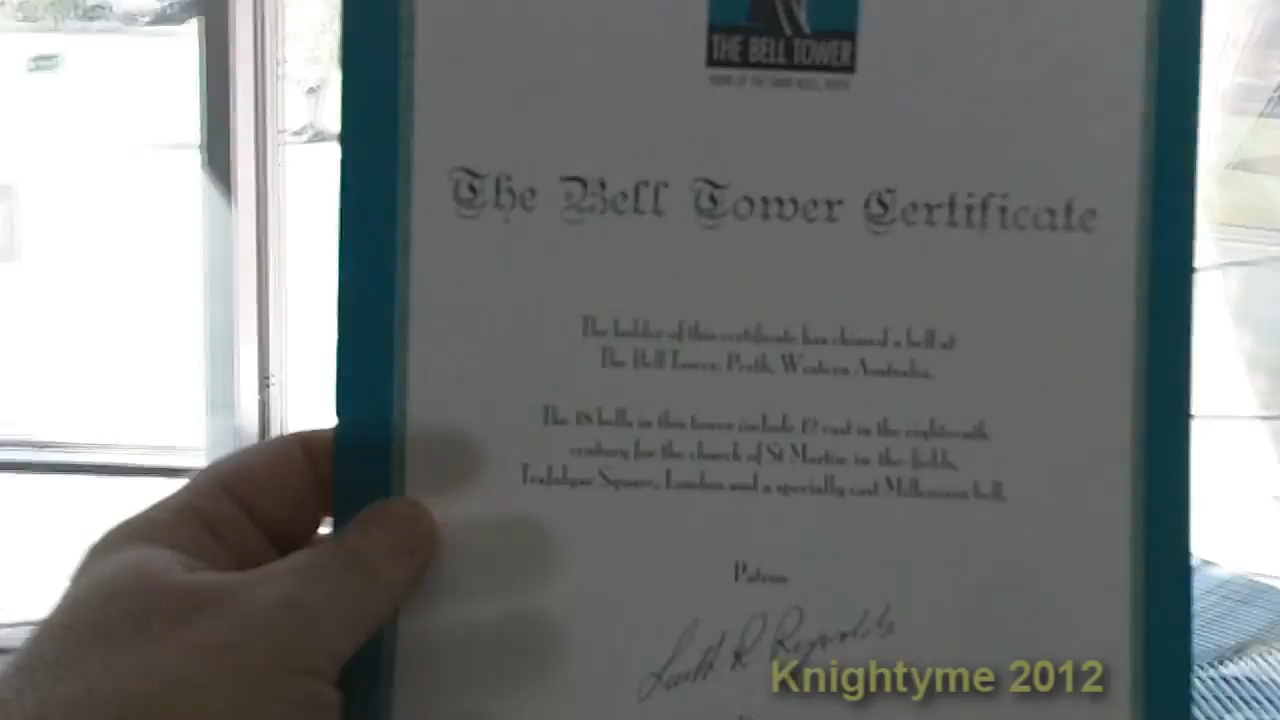 THE BELL TOWER
The Bell Tower Certificate
The holder of this certificate has chimed a bell at
The Bell Tower, Perth, Western Australia.
The 18 bells in this tower include 12 cast in the eighteenth
century for the church of St Martin-in-the-fields,
Trafalgar Square, London and a specially cast Millennium bell.
Patron
R Reynolds
Knightyme 2012